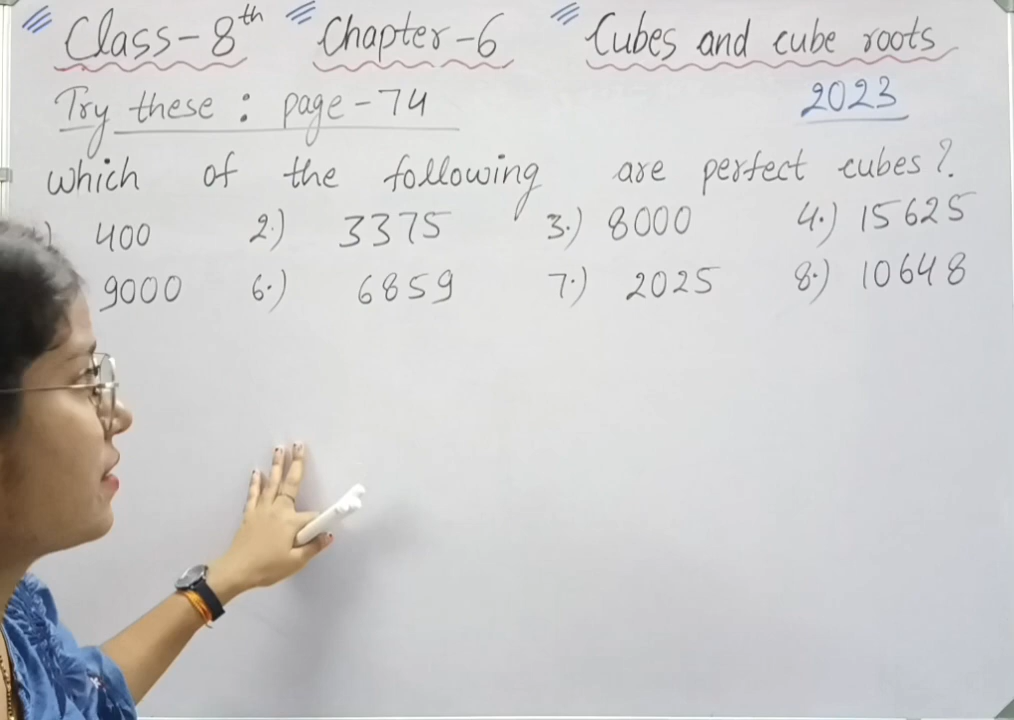 Class-8th Chapter-6 Cubes and cube roots
Try these : page-74 2023
which of the following are perfect cubes?
) 400 2.) 3375 3.) 8000 4.) 15625
9000 6.) 6859 7.) 2025 8.) 10648